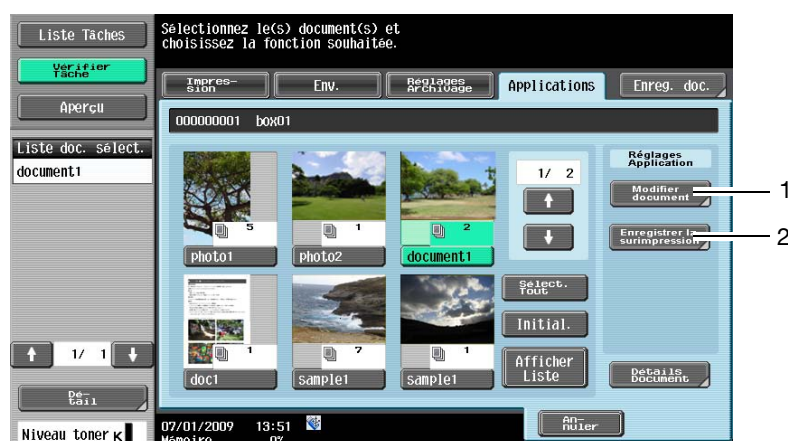 Liste Tâches
Vérifier
Tâche
Aperçu
Liste doc. sélect.
document1
1/ 1
Dé-
tail
Niveau toner K
Sélectionnez le(s) document(s) et
choisissez la fonction souhaitée.
Impres-
sion
Env.
Réglages
Archivage
Applications
Enreg. doc.
000000001 box01
5
photo1
1
photo2
2
document1
1
doc1
7
sample1
1
sample1
1/ 2
Sélect.
Tout
Initial.
Afficher
Liste
Réglages
Application
Modifier
document
1
Enregistrer la
surimpression
2
Détails
Document
An-
nuler
07/01/2009 13:51
Mémoire 0%